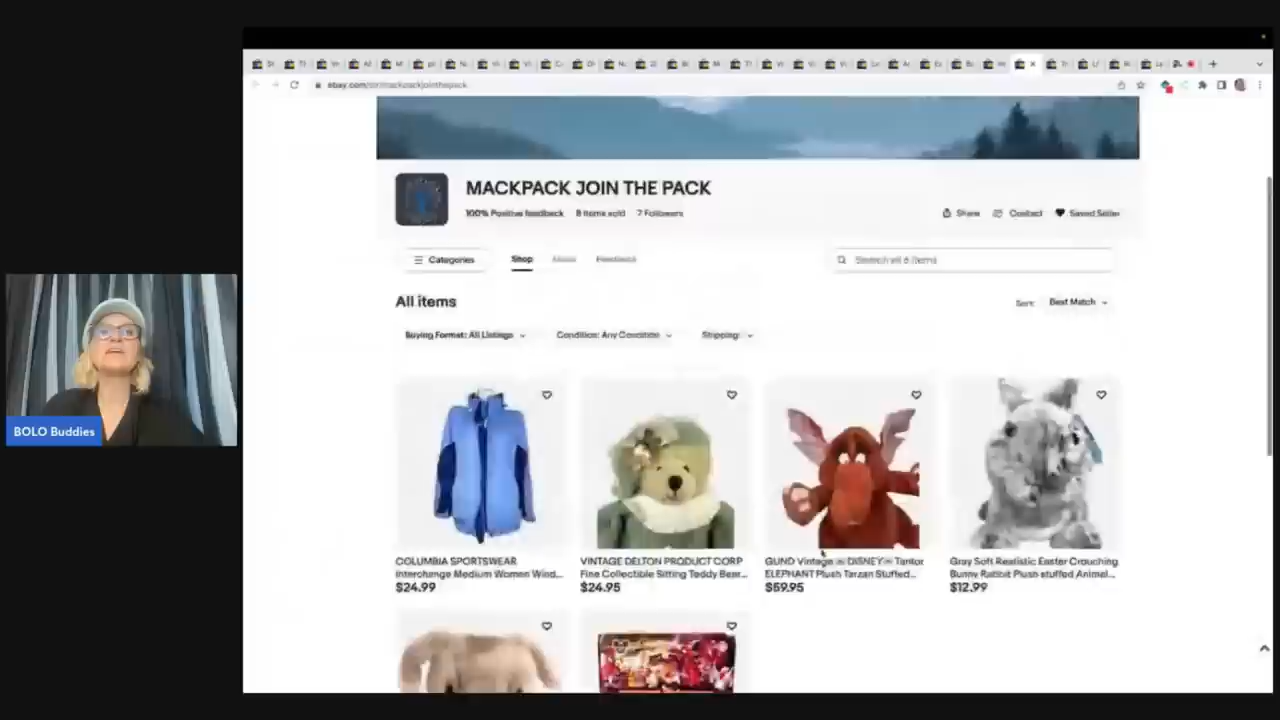 ebay.com/str/mackpackjointhepack
MACKPACK JOIN THE PACK
100% Positive feedback 8 items sold 7 Followers
Share Contact Saved Seller
Categories Shop About Feedback
Search all 6 items
All items
Sort: Best Match
Buying Format: All Listings Condition: Any Condition Shipping:
BOLO Buddies
COLUMBIA SPORTSWEAR
Interchange Medium Women Wind...
$24.99
VINTAGE DELTON PRODUCT CORP
Fine Collectible Sitting Teddy Bear...
$24.95
GUND Vintage DISNEY Tantor
ELEPHANT Plush Tarzan Stuffed...
$59.95
Gray Soft Realistic Easter Crouching
Bunny Rabbit Plush stuffed Animal...
$12.99